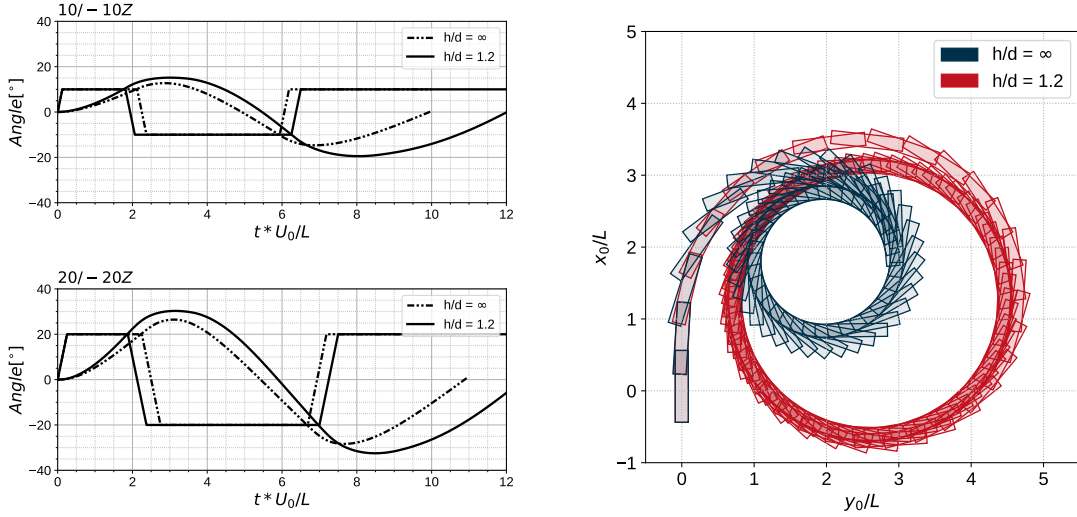 10/−10Z
40
20
0
−20
−40
Angle[°]
h/d = ∞
h/d = 1.2
0 2 4 6 8 10 12
t * U₀/L
20/−20Z
40
20
0
−20
−40
Angle[°]
h/d = ∞
h/d = 1.2
0 2 4 6 8 10 12
t * U₀/L
5
4
3
2
1
0
−1
x₀/L
h/d = ∞
h/d = 1.2
0 1 2 3 4 5
y₀/L